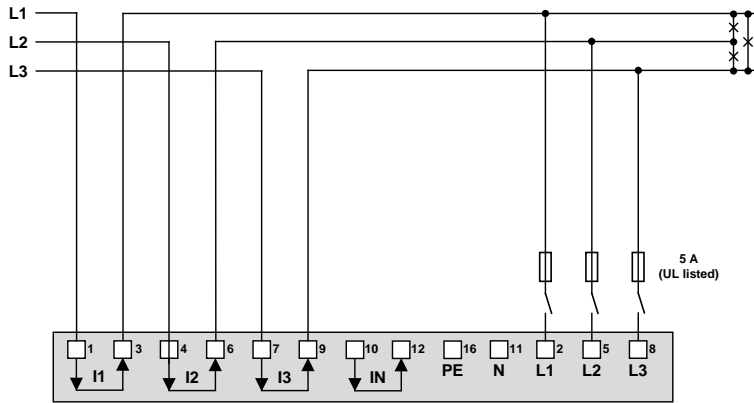 L1
L2
L3
5 A
(UL listed)
1 3 4 6 7 9 10 12 16 11 2 5 8
I1 I2 I3 IN PE N L1 L2 L3